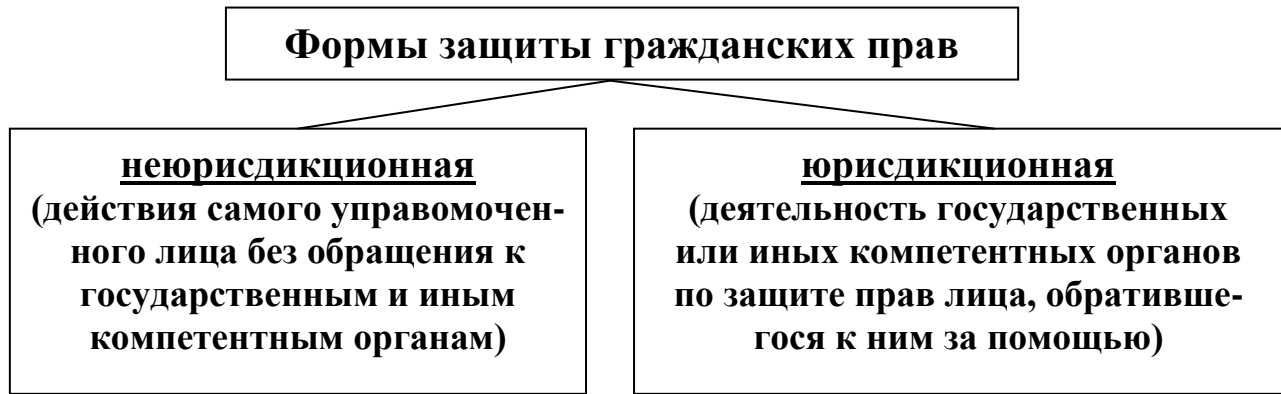 Формы защиты гражданских прав
неюрисдикционная
(действия самого управомочен-
ного лица без обращения к
государственным и иным
компетентным органам)
юрисдикционная
(деятельность государственных
или иных компетентных органов
по защите прав лица, обративше-
гося к ним за помощью)